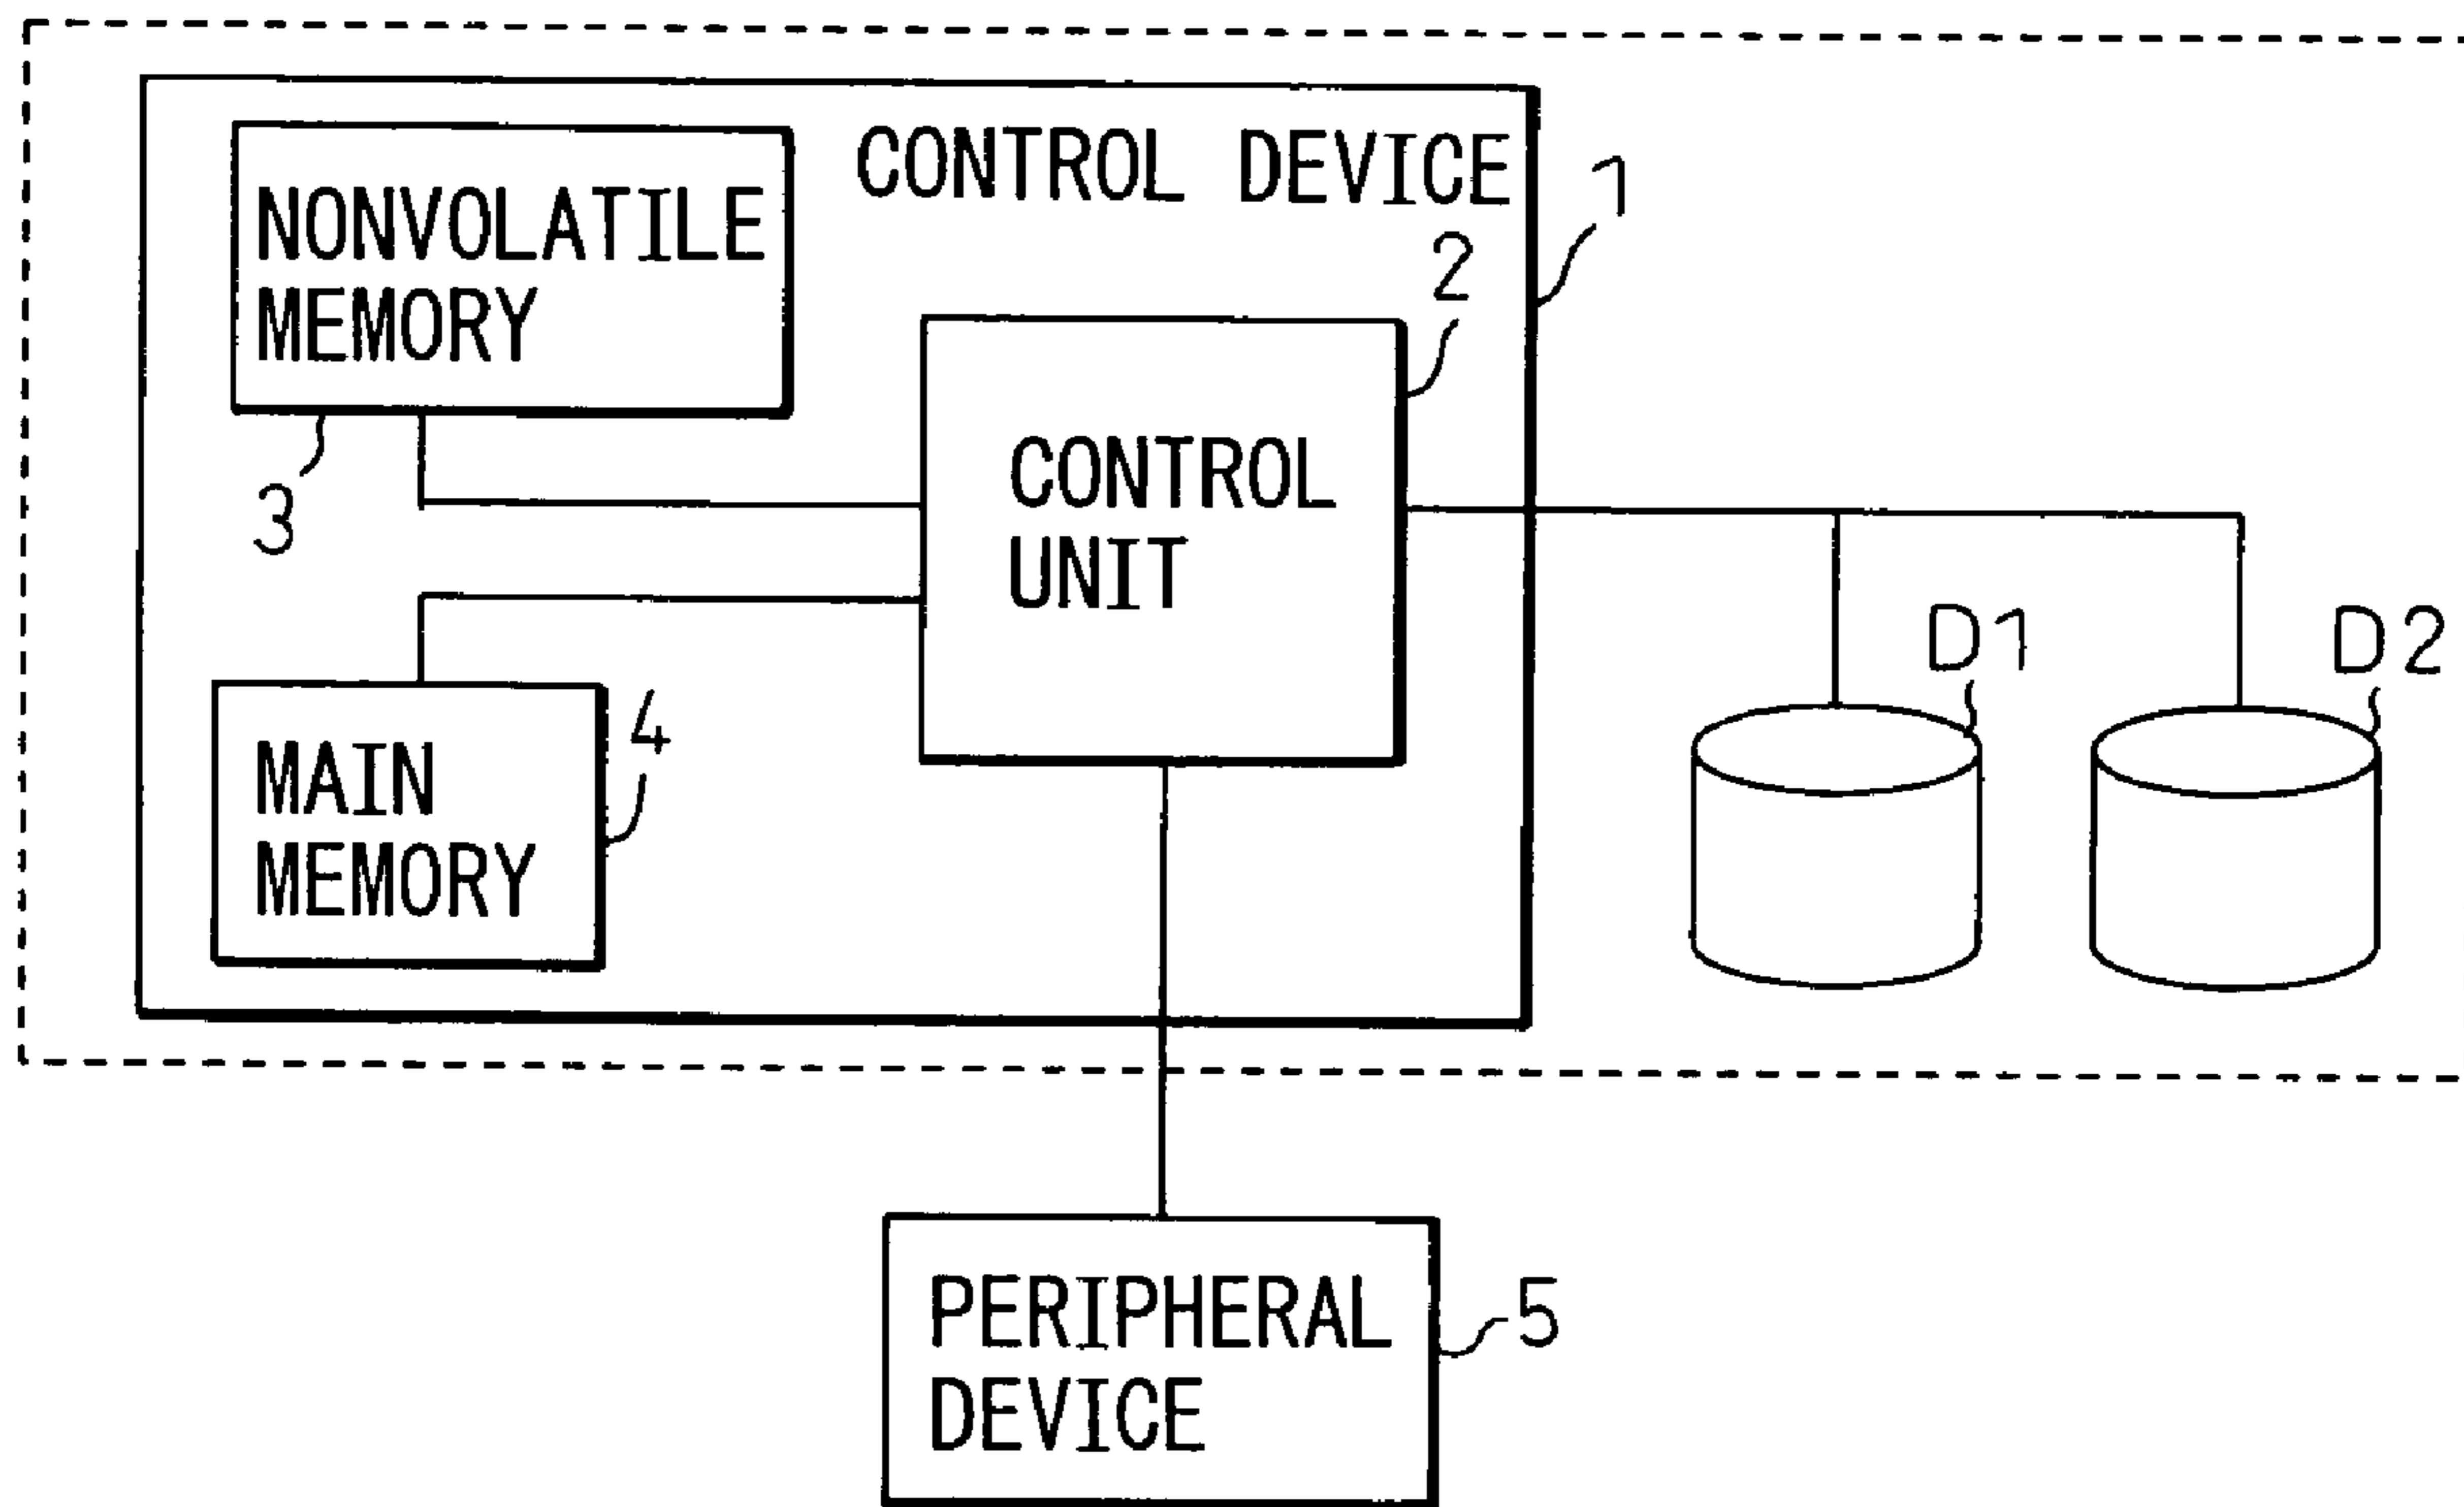 CONTROL DEVICE
1
NONVOLATILE
MEMORY
2
3
CONTROL
UNIT
D1
D2
4
MAIN
MEMORY
PERIPHERAL
DEVICE
5